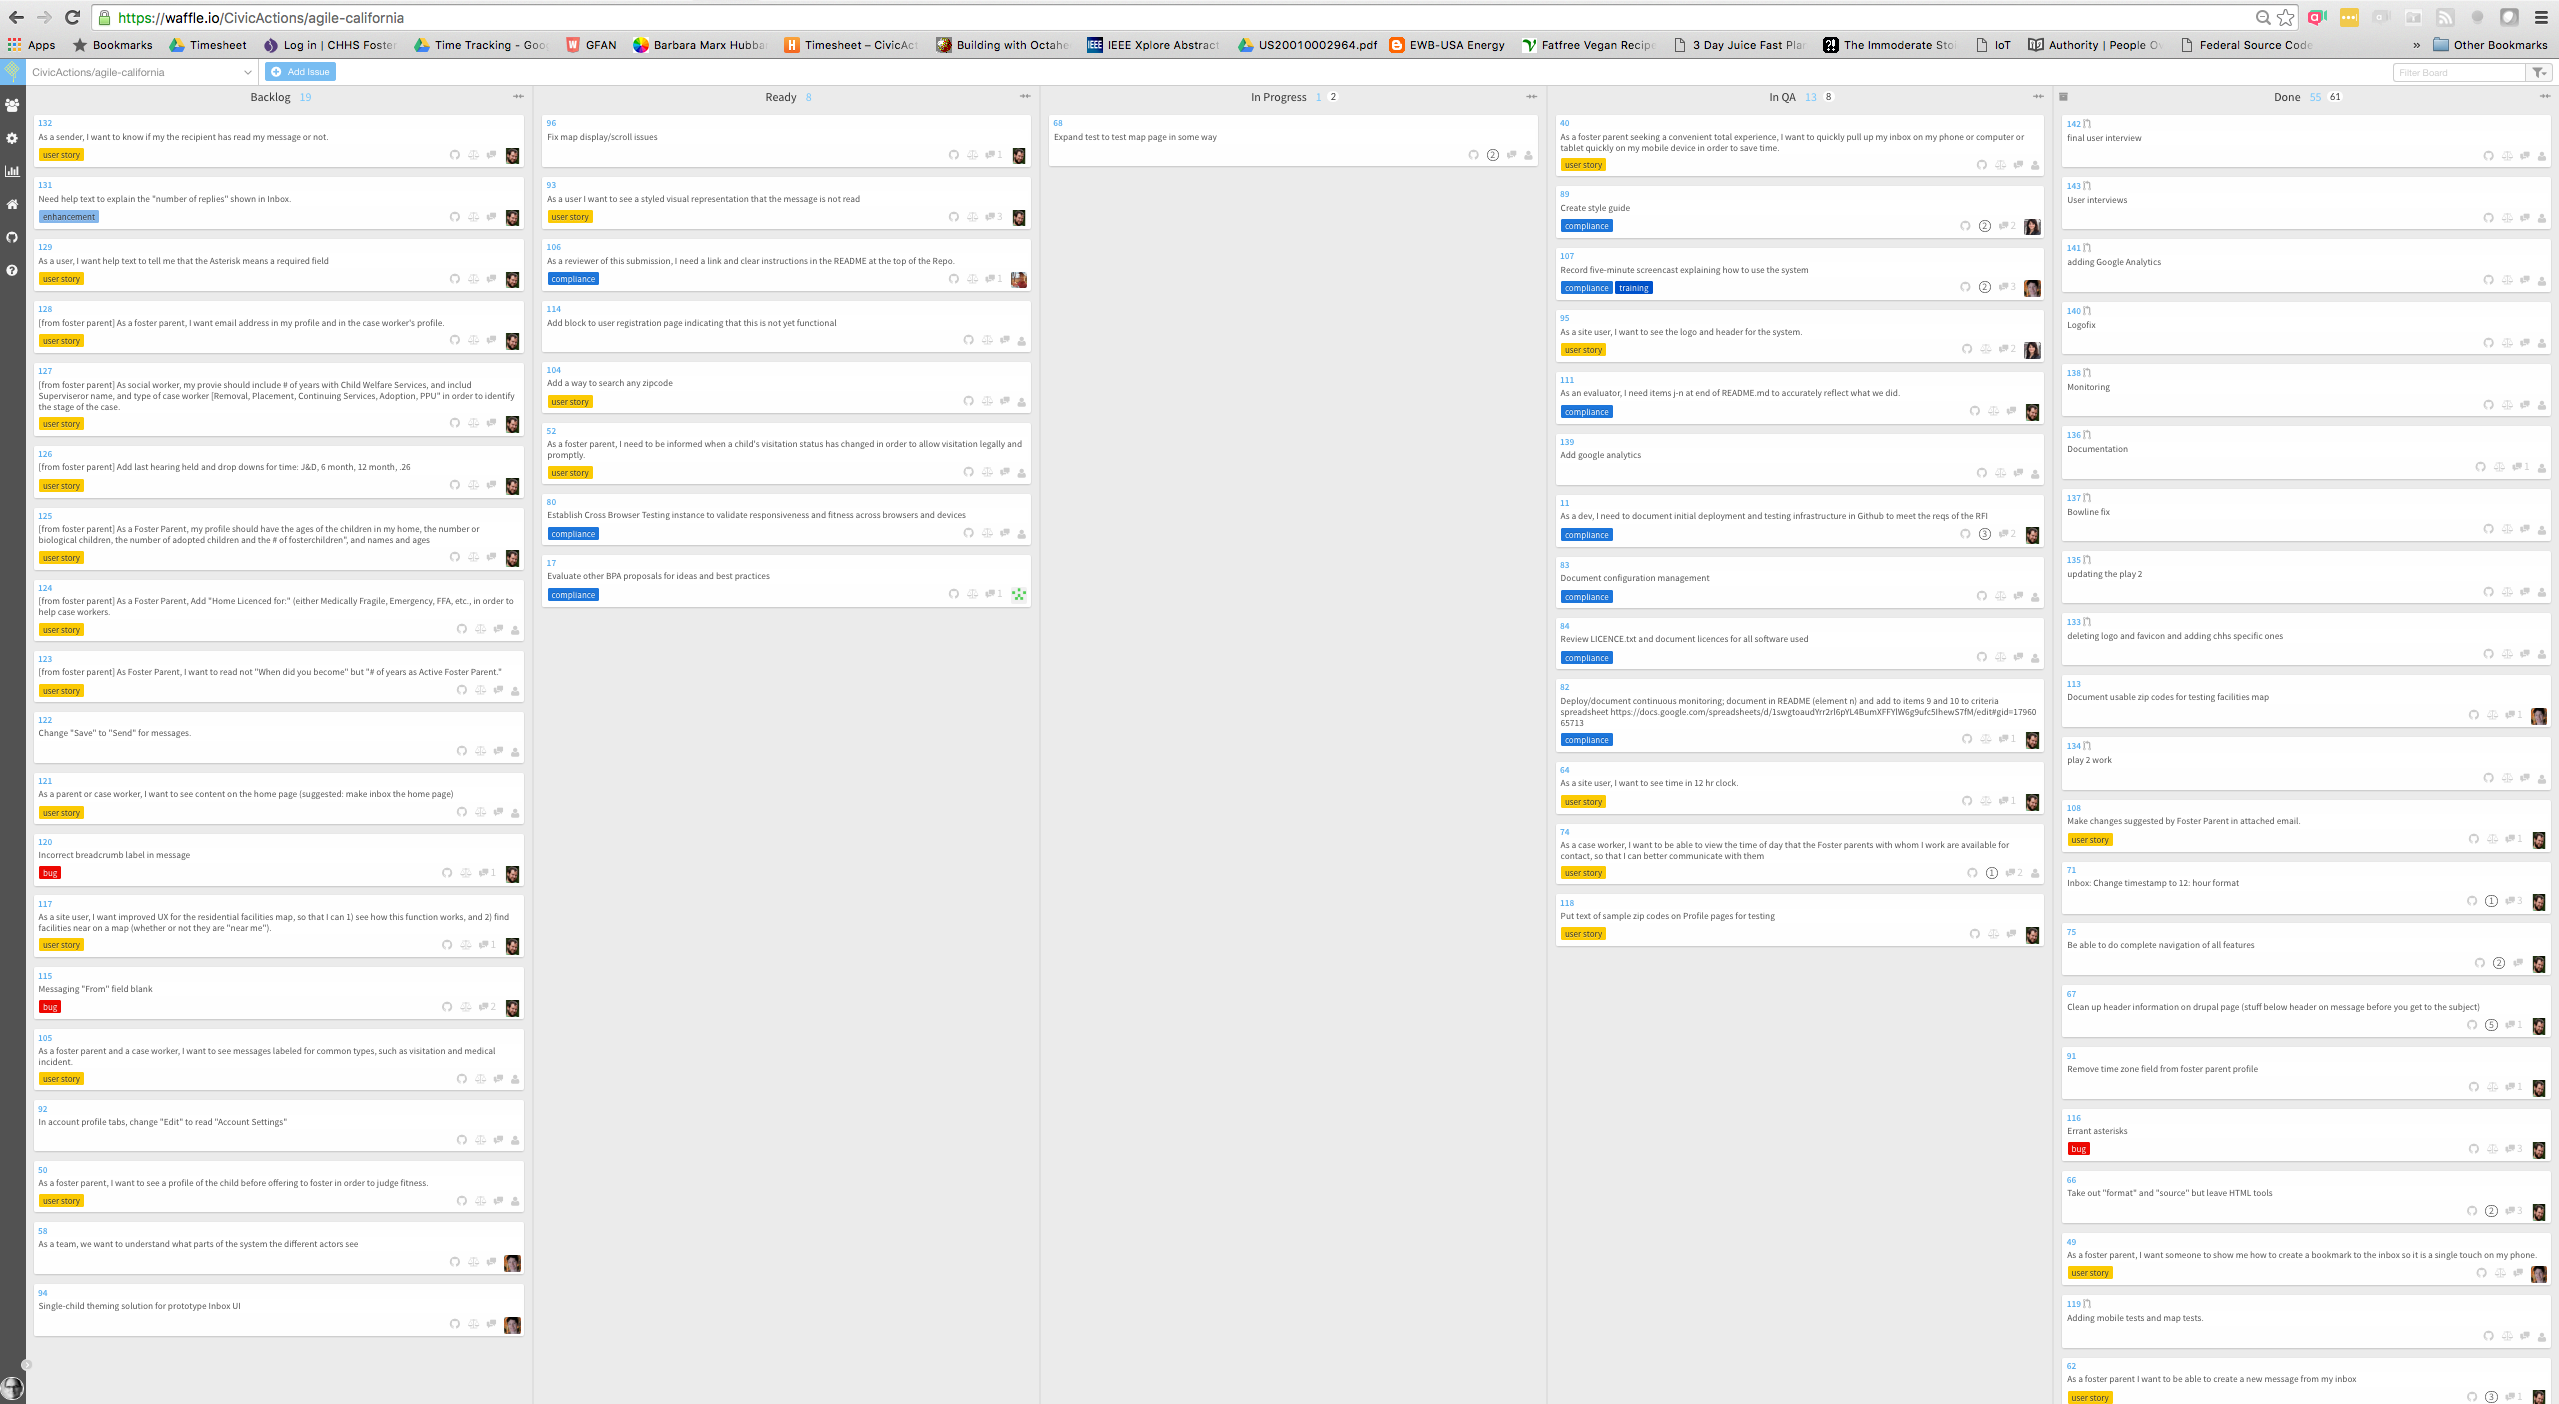 https://waffle.io/CivicActions/agile-california
Apps Bookmarks Timesheet Log in | CHHS Foster Time Tracking - Goo GFAN Barbara Marx Hubba Timesheet – CivicAct Building with Octahe IEEE Xplore Abstract US20010002964.pdf EWB-USA Energy Fatfree Vegan Recipe 3 Day Juice Fast Plan The Immoderate Stoi IoT Authority | People O Federal Source Code » Other Bookmarks
CivicActions/agile-california Add Issue Filter Board
Backlog 19
132
As a sender, I want to know if my the recipient has read my message or not.
user story
131
Need help text to explain the "number of replies" shown in Inbox.
enhancement
129
As a user, I want help text to tell me that the Asterisk means a required field
user story
128
[from foster parent] As a foster parent, I want email address in my profile and in the case worker's profile.
user story
127
[from foster parent] As social worker, my provie should include # of years with Child Welfare Services, and includ
Superviseror name, and type of case worker [Removal, Placement, Continuing Services, Adoption, PPU" in order to identify
the stage of the case.
user story
126
[from foster parent] Add last hearing held and drop downs for time: J&D, 6 month, 12 month, .26
user story
125
[from foster parent] As a Foster Parent, my profile should have the ages of the children in my home, the number or
biological children, the number of adopted children and the # of fosterchildren", and names and ages
user story
124
[from foster parent] As a Foster Parent, Add "Home Licenced for:" (either Medically Fragile, Emergency, FFA, etc., in order to
help case workers.
user story
123
[from foster parent] As Foster Parent, I want to read not "When did you become" but "# of years as Active Foster Parent."
user story
122
Change "Save" to "Send" for messages.
121
As a parent or case worker, I want to see content on the home page (suggested: make inbox the home page)
user story
120
Incorrect breadcrumb label in message
bug 1
117
As a site user, I want improved UX for the residential facilities map, so that I can 1) see how this function works, and 2) find
facilities near on a map (whether or not they are "near me").
user story 1
115
Messaging "From" field blank
bug 2
105
As a foster parent and a case worker, I want to see messages labeled for common types, such as visitation and medical
incident.
user story
92
In account profile tabs, change "Edit" to read "Account Settings"
50
As a foster parent, I want to see a profile of the child before offering to foster in order to judge fitness.
user story
58
As a team, we want to understand what parts of the system the different actors see
94
Single-child theming solution for prototype Inbox UI
Ready 8
96
Fix map display/scroll issues
1
93
As a user I want to see a styled visual representation that the message is not read
user story 3
106
As a reviewer of this submission, I need a link and clear instructions in the README at the top of the Repo.
compliance 1
114
Add block to user registration page indicating that this is not yet functional
104
Add a way to search any zipcode
user story
52
As a foster parent, I need to be informed when a child's visitation status has changed in order to allow visitation legally and
promptly.
user story
80
Establish Cross Browser Testing instance to validate responsiveness and fitness across browsers and devices
compliance
17
Evaluate other BPA proposals for ideas and best practices
compliance 1
In Progress 1 2
68
Expand test to test map page in some way
2
In QA 13 8
40
As a foster parent seeking a convenient total experience, I want to quickly pull up my inbox on my phone or computer or
tablet quickly on my mobile device in order to save time.
user story
89
Create style guide
compliance 2 2
107
Record five-minute screencast explaining how to use the system
compliance training 2 3
95
As a site user, I want to see the logo and header for the system.
user story 2
111
As an evaluator, I need items j-n at end of README.md to accurately reflect what we did.
compliance
139
Add google analytics
11
As a dev, I need to document initial deployment and testing infrastructure in Github to meet the reqs of the RFI
compliance 3 2
83
Document configuration management
compliance
84
Review LICENCE.txt and document licences for all software used
compliance
82
Deploy/document continuous monitoring; document in README (element n) and add to items 9 and 10 to criteria
spreadsheet https://docs.google.com/spreadsheets/d/1swgtoaudYrr2rl6pYL4BumXFFYlW6g9ufc5IhewS7fM/edit#gid=17960
65713
compliance 1
64
As a site user, I want to see time in 12 hr clock.
user story 1
74
As a case worker, I want to be able to view the time of day that the Foster parents with whom I work are available for
contact, so that I can better communicate with them
user story 1 2
118
Put text of sample zip codes on Profile pages for testing
user story
Done 55 61
142
final user interview
143
User interviews
141
adding Google Analytics
140
Logofix
138
Monitoring
136
Documentation
1
137
Bowline fix
135
updating the play 2
133
deleting logo and favicon and adding chhs specific ones
113
Document usable zip codes for testing facilities map
1
134
play 2 work
108
Make changes suggested by Foster Parent in attached email.
user story 1
71
Inbox: Change timestamp to 12: hour format
1 3
75
Be able to do complete navigation of all features
2
67
Clean up header information on drupal page (stuff below header on message before you get to the subject)
5 1
91
Remove time zone field from foster parent profile
1
116
Errant asterisks
bug 3
66
Take out "format" and "source" but leave HTML tools
2 3
49
As a foster parent, I want someone to show me how to create a bookmark to the inbox so it is a single touch on my phone.
user story
119
Adding mobile tests and map tests.
62
As a foster parent I want to be able to create a new message from my inbox
user story 3 1